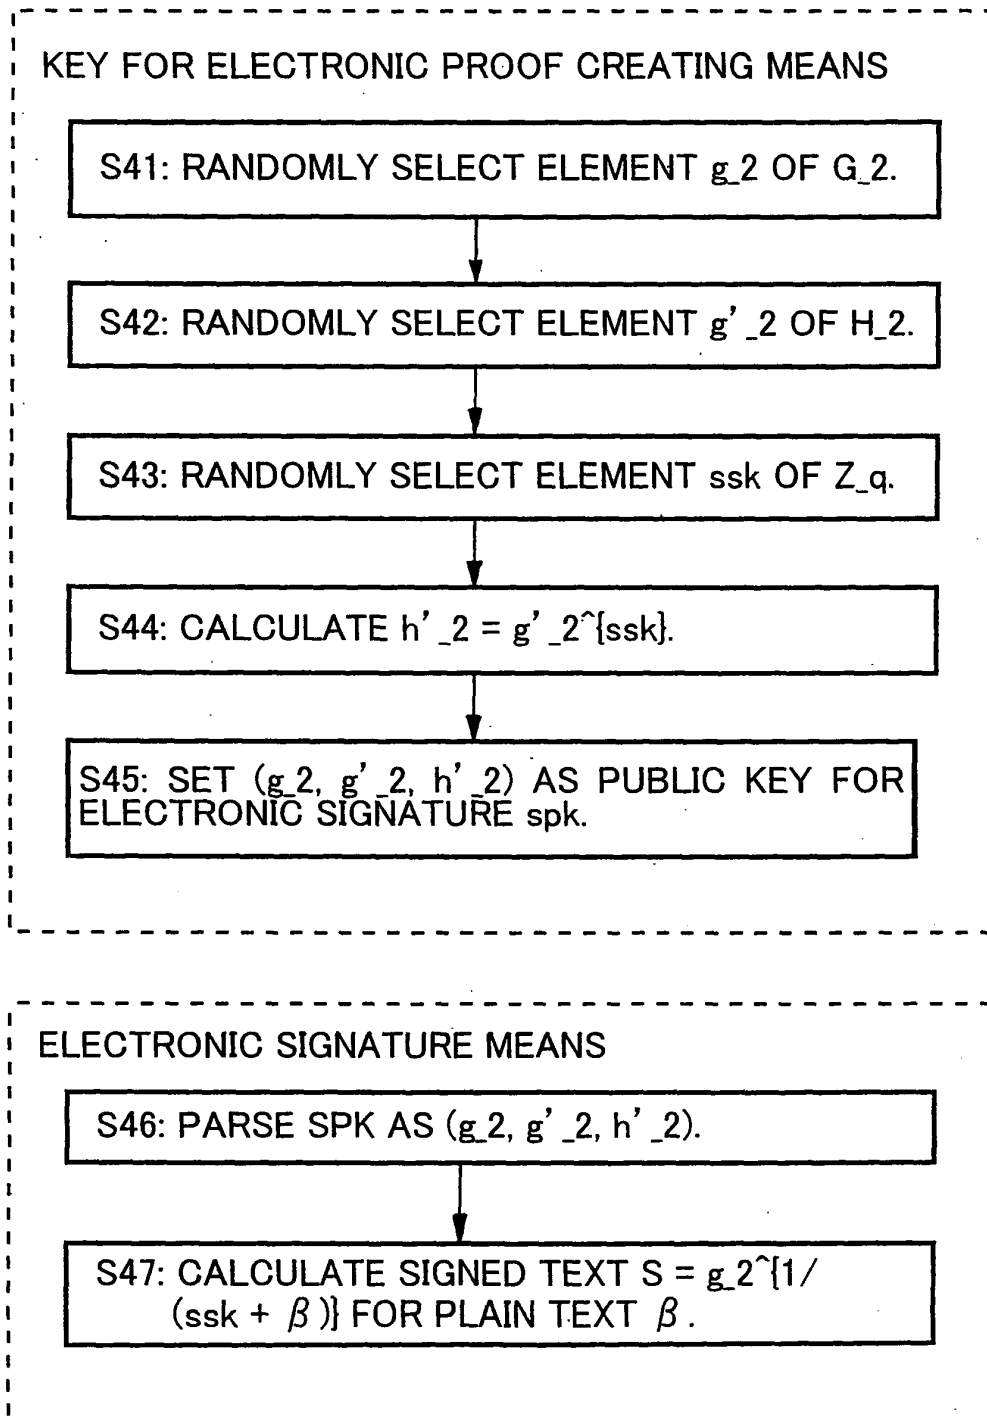 KEY FOR ELECTRONIC PROOF CREATING MEANS
S41: RANDOMLY SELECT ELEMENT g_2 OF G_2.
S42: RANDOMLY SELECT ELEMENT g'_2 OF H_2.
S43: RANDOMLY SELECT ELEMENT ssk OF Z_q.
S44: CALCULATE h'_2 = g'_2^{ssk}.
S45: SET (g_2, g'_2, h'_2) AS PUBLIC KEY FOR
ELECTRONIC SIGNATURE spk.
ELECTRONIC SIGNATURE MEANS
S46: PARSE SPK AS (g_2, g'_2, h'_2).
S47: CALCULATE SIGNED TEXT S = g_2^{1/
(ssk + β)} FOR PLAIN TEXT β.